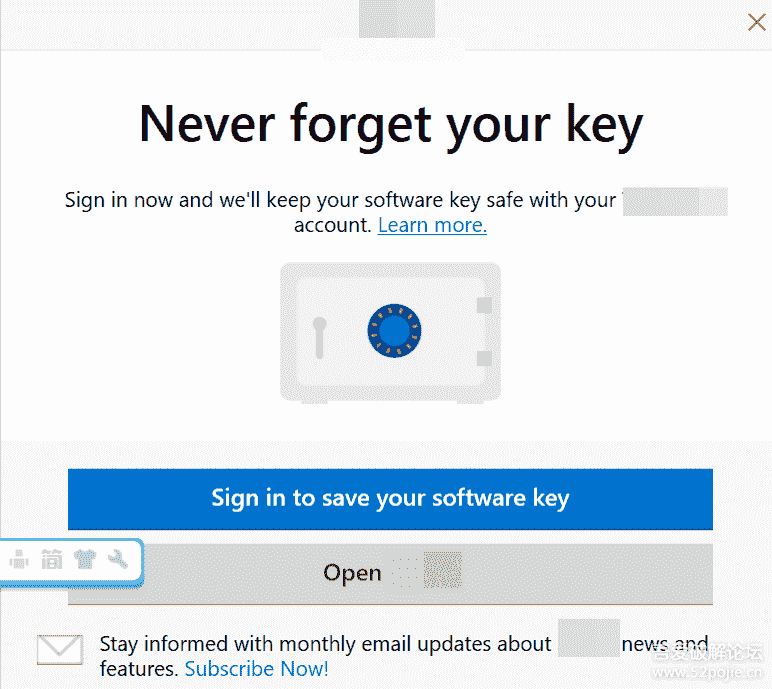 Never forget your key
Sign in now and we'll keep your software key safe with your
account. Learn more.
Sign in to save your software key
简
Open
Stay informed with monthly email updates about news and
features. Subscribe Now!
吾爱破解论坛
www.52pojie.cn